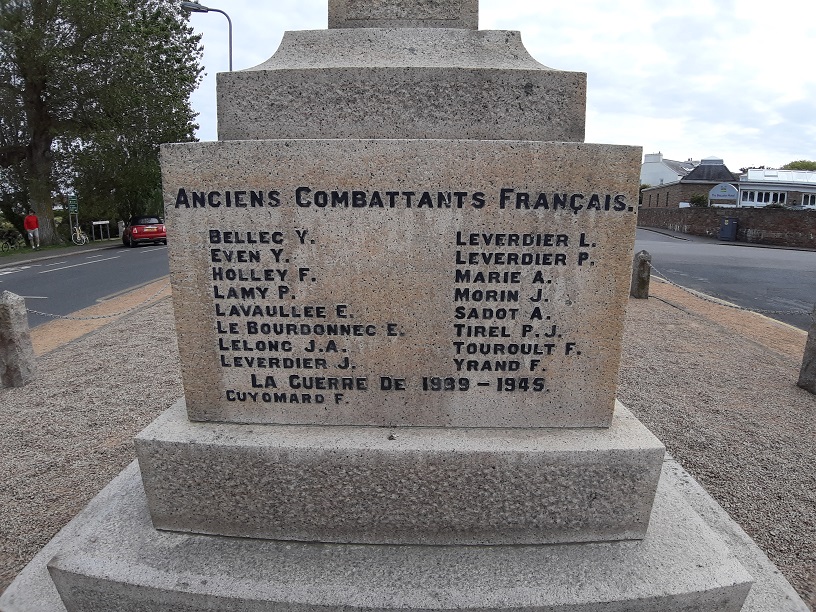 ANCIENS COMBATTANTS FRANÇAIS.
BELLEC Y.
EVEN Y.
HOLLEY F.
LAMY P.
LAVAULLEE E.
LE BOURDONNEC E.
LELONG J.A.
LEVERDIER J.
LEVERDIER L.
LEVERDIER P.
MARIE A.
MORIN J.
SADOT A.
TIREL P.J.
TOUROULT F.
YRAND F.
LA GUERRE DE 1939-1945.
GUYOMARD F.